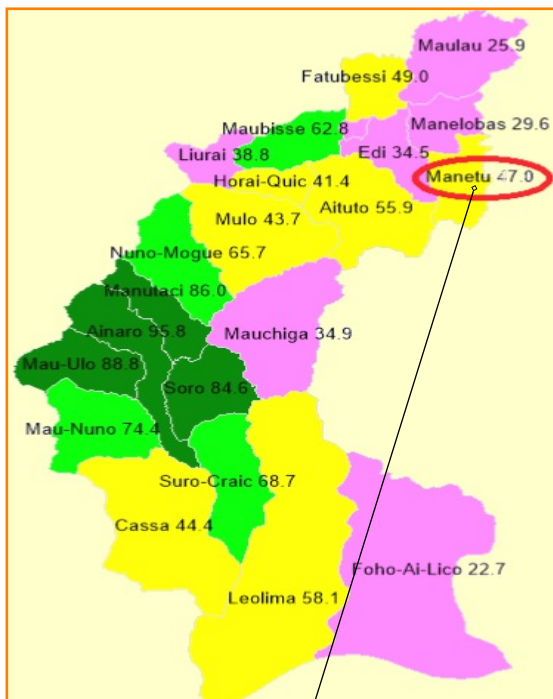 Maulau 25.9
Fatubessi 49.0
Maubisse 62.8
Manelobas 29.6
Liurai 38.8
Edi 34.5
Horai-Quic 41.4
Manetu 47.0
Mulo 43.7
Aituto 55.9
Nuno-Mogue 65.7
Manutaci 86.0
Ainaro 95.8
Mauchiga 34.9
Mau-Ulo 88.8
Soro 84.6
Mau-Nuno 74.4
Suro-Craic 68.7
Cassa 44.4
Foho-Ai-Lico 22.7
Leolima 58.1